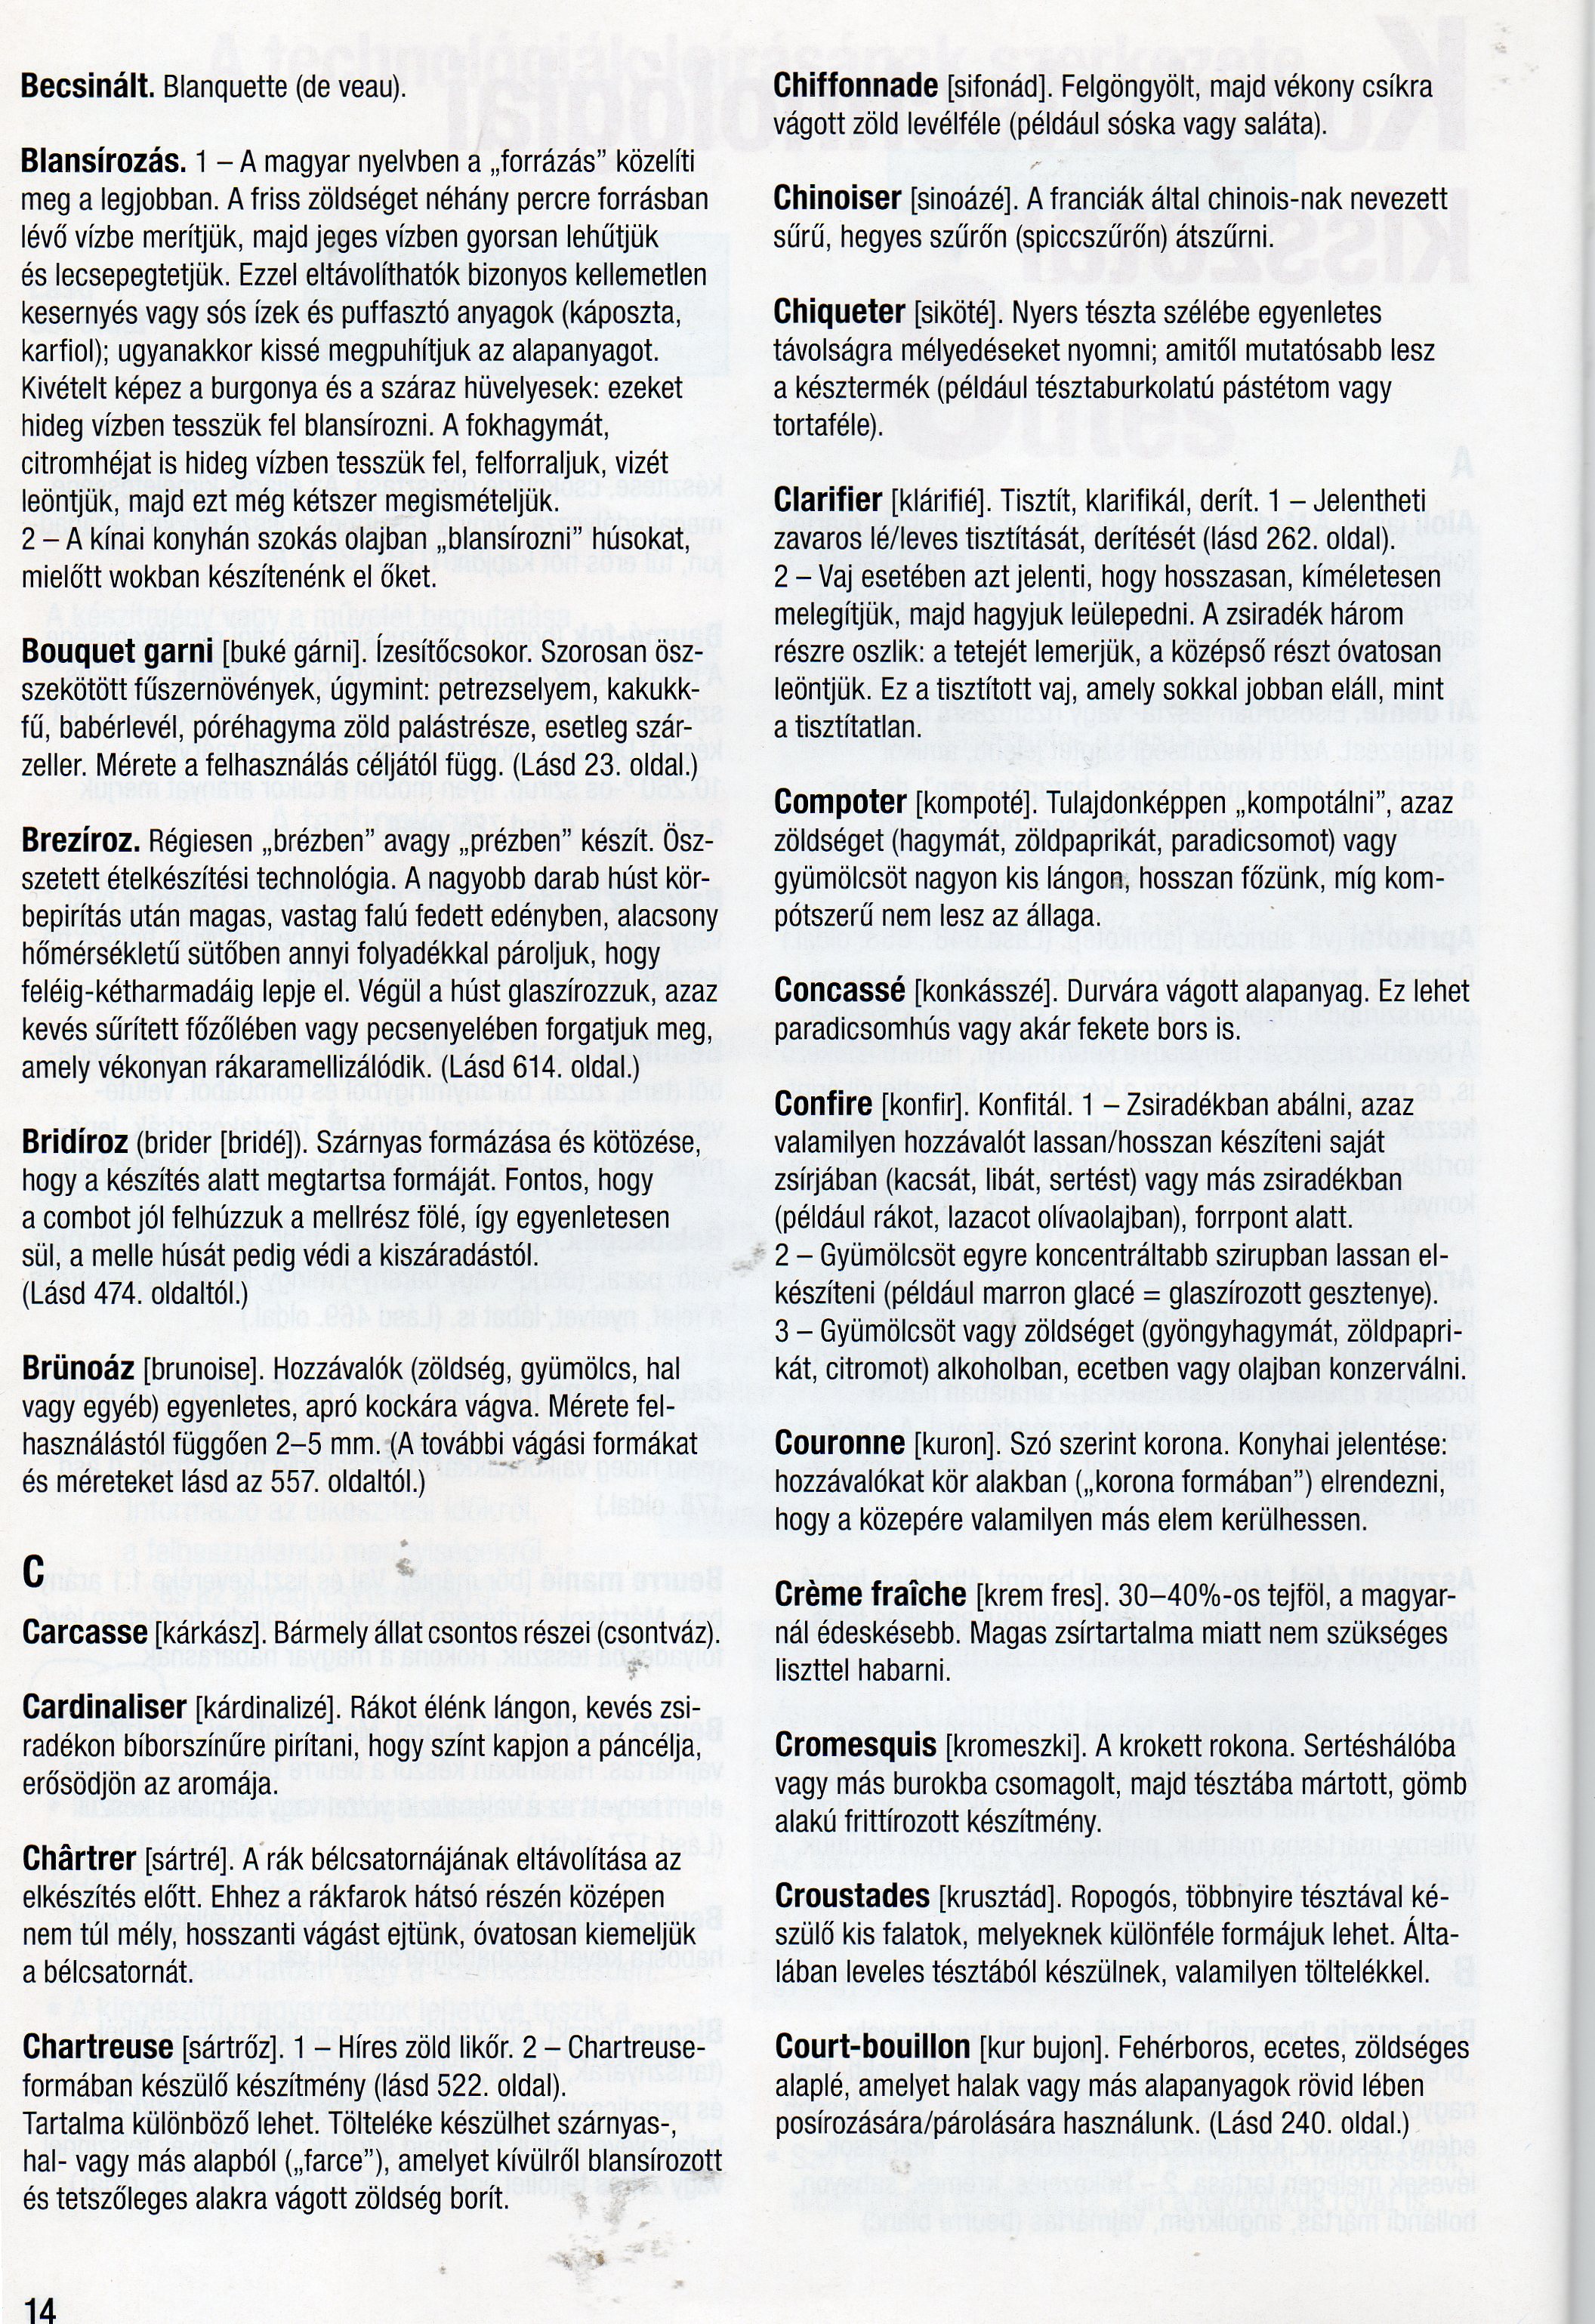 Becsinált. Blanquette (de veau).
Blansírozás. 1 – A magyar nyelvben a „forrázás” közelíti
meg a legjobban. A friss zöldséget néhány percre forrásban
lévő vízbe merítjük, majd jeges vízben gyorsan lehűtjük
és lecsepegtetjük. Ezzel eltávolíthatók bizonyos kellemetlen
kesernyés vagy sós ízek és puffasztó anyagok (káposzta,
karfiol); ugyanakkor kissé megpuhítjuk az alapanyagot.
Kivételt képez a burgonya és a száraz hüvelyesek: ezeket
hideg vízben tesszük fel blansírozni. A fokhagymát,
citromhéjat is hideg vízben tesszük fel, felforraljuk, vizét
leöntjük, majd ezt még kétszer megismételjük.
2 – A kínai konyhán szokás olajban „blansírozni” húsokat,
mielőtt wokban készítenénk el őket.
Bouquet garni [buké gárni]. Ízesítőcsokor. Szorosan ösz-
szekötött fűszernövények, úgymint: petrezselyem, kakukk-
fű, babérlevél, póréhagyma zöld palástrésze, esetleg szár-
zeller. Mérete a felhasználás céljától függ. (Lásd 23. oldal.)
Brezíroz. Régiesen „brézben” avagy „prézben” készít. Ösz-
szetett ételkészítési technológia. A nagyobb darab húst kör-
bepirítás után magas, vastag falú fedett edényben, alacsony
hőmérsékletű sütőben annyi folyadékkal pároljuk, hogy
feléig-kétharmadáig lepje el. Végül a húst glaszírozzuk, azaz
kevés sűrített főzőlében vagy pecsenyelében forgatjuk meg,
amely vékonyan rákaramellizálódik. (Lásd 614. oldal.)
Bridíroz (brider [bridé]). Szárnyas formázása és kötözése,
hogy a készítés alatt megtartsa formáját. Fontos, hogy
a combot jól felhúzzuk a mellrész fölé, így egyenletesen
sül, a melle húsát pedig védi a kiszáradástól.
(Lásd 474. oldaltól.)
Brünoáz [brunoise]. Hozzávalók (zöldség, gyümölcs, hal
vagy egyéb) egyenletes, apró kockára vágva. Mérete fel-
használástól függően 2–5 mm. (A további vágási formákat
és méreteket lásd az 557. oldaltól.)
C
Carcasse [kárkász]. Bármely állat csontos részei (csontváz).
Cardinaliser [kárdinalizé]. Rákot élénk lángon, kevés zsi-
radékon bíborszínűre pirítani, hogy színt kapjon a páncélja,
erősödjön az aromája.
Châtrer [sártré]. A rák bélcsatornájának eltávolítása az
elkészítés előtt. Ehhez a rákfarok hátsó részén középen
nem túl mély, hosszanti vágást ejtünk, óvatosan kiemeljük
a bélcsatornát.
Chartreuse [sártrőz]. 1 – Híres zöld likőr. 2 – Chartreuse-
formában készülő készítmény (lásd 522. oldal).
Tartalma különböző lehet. Tölteléke készülhet szárnyas-,
hal- vagy más alapból („farce”), amelyet kívülről blansírozott
és tetszőleges alakra vágott zöldség borít.
14
Chiffonnade [sifonád]. Felgöngyölt, majd vékony csíkra
vágott zöld levélféle (például sóska vagy saláta).
Chinoiser [sinoázé]. A franciák által chinois-nak nevezett
sűrű, hegyes szűrőn (spiccszűrőn) átszűrni.
Chiqueter [siköté]. Nyers tészta szélébe egyenletes
távolságra mélyedéseket nyomni; amitől mutatósabb lesz
a késztermék (például tésztaburkolatú pástétom vagy
tortaféle).
Clarifier [klárifié]. Tisztít, klarifikál, derít. 1 – Jelentheti
zavaros lé/leves tisztítását, derítését (lásd 262. oldal).
2 – Vaj esetében azt jelenti, hogy hosszasan, kíméletesen
melegítjük, majd hagyjuk leülepedni. A zsiradék három
részre oszlik: a tetejét lemerjük, a középső részt óvatosan
leöntjük. Ez a tisztított vaj, amely sokkal jobban eláll, mint
a tisztítatlan.
Compoter [kompoté]. Tulajdonképpen „kompotálni”, azaz
zöldséget (hagymát, zöldpaprikát, paradicsomot) vagy
gyümölcsöt nagyon kis lángon, hosszan főzünk, míg kom-
pótszerű nem lesz az állaga.
Concassé [konkásszé]. Durvára vágott alapanyag. Ez lehet
paradicsomhús vagy akár fekete bors is.
Confire [konfir]. Konfitál. 1 – Zsiradékban abálni, azaz
valamilyen hozzávalót lassan/hosszan készíteni saját
zsírjában (kacsát, libát, sertést) vagy más zsiradékban
(például rákot, lazacot olívaolajban), forrpont alatt.
2 – Gyümölcsöt egyre koncentráltabb szirupban lassan el-
készíteni (például marron glacé = glaszírozott gesztenye).
3 – Gyümölcsöt vagy zöldséget (gyöngyhagymát, zöldpapri-
kát, citromot) alkoholban, ecetben vagy olajban konzerválni.
Couronne [kuron]. Szó szerint korona. Konyhai jelentése:
hozzávalókat kör alakban („korona formában”) elrendezni,
hogy a közepére valamilyen más elem kerülhessen.
Crème fraîche [krem fres]. 30–40%-os tejföl, a magyar-
nál édeskésebb. Magas zsírtartalma miatt nem szükséges
liszttel habarni.
Cromesquis [kromeszki]. A krokett rokona. Sertéshálóba
vagy más burokba csomagolt, majd tésztába mártott, gömb
alakú frittírozott készítmény.
Croustades [krusztád]. Ropogós, többnyire tésztával ké-
szülő kis falatok, melyeknek különféle formájuk lehet. Álta-
lában leveles tésztából készülnek, valamilyen töltelékkel.
Court-bouillon [kur bujon]. Fehérboros, ecetes, zöldséges
alaplé, amelyet halak vagy más alapanyagok rövid lében
posírozására/párolására használunk. (Lásd 240. oldal.)